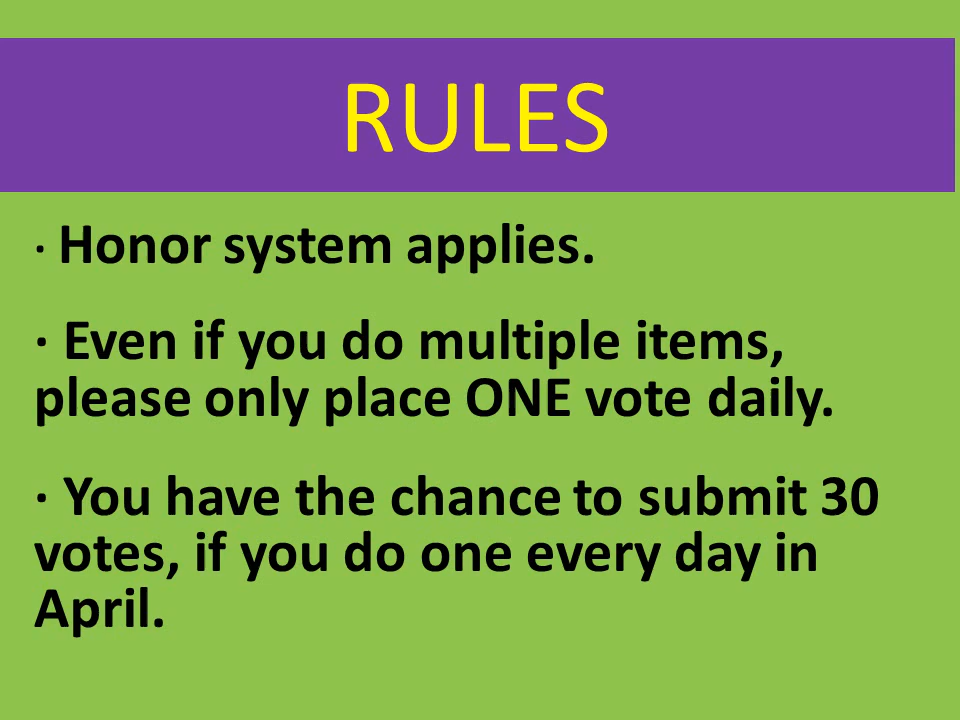 RULES
· Honor system applies.
· Even if you do multiple items,
please only place ONE vote daily.
· You have the chance to submit 30
votes, if you do one every day in
April.